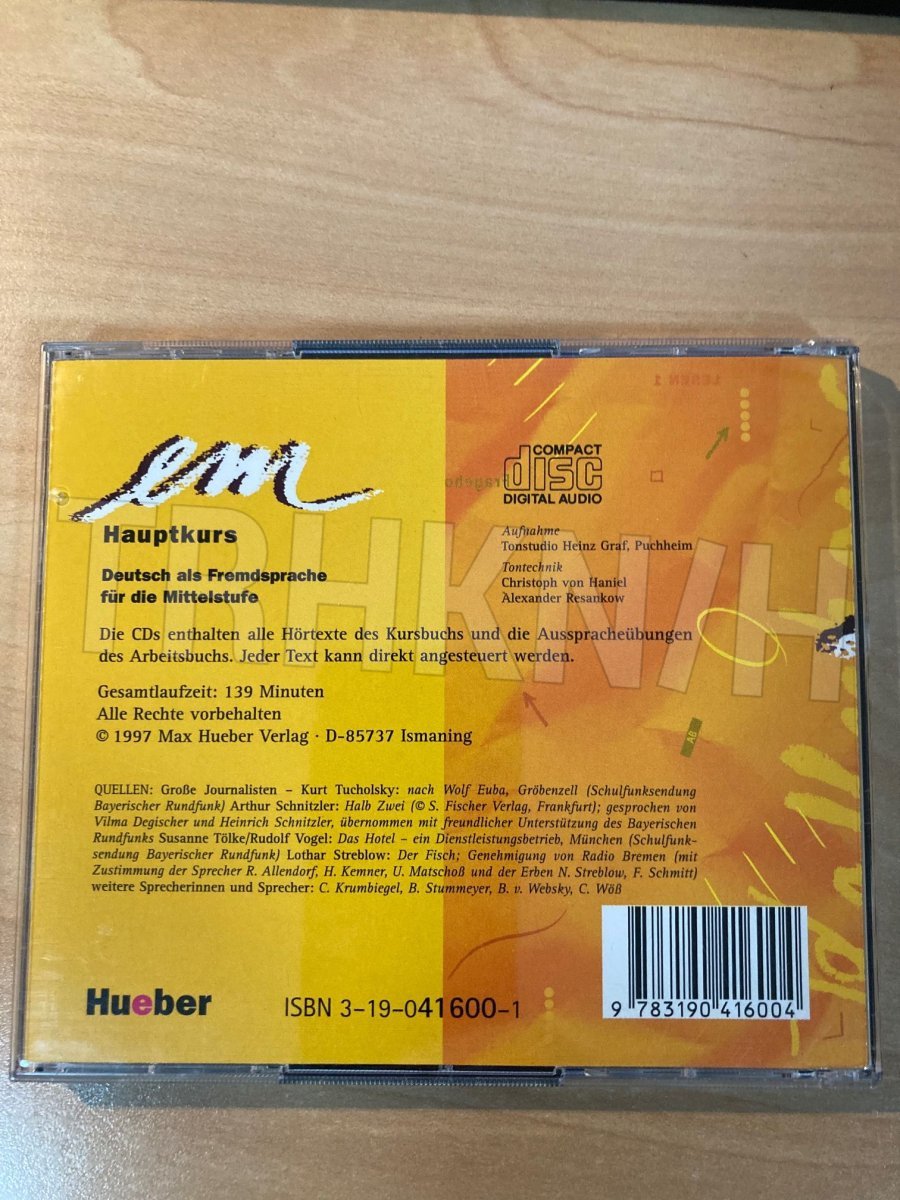 LESEN 1
em
COMPACT
disc
DIGITAL AUDIO
TRHKN/H
Hauptkurs
Aufnahme
Tonstudio Heinz Graf, Puchheim
Deutsch als Fremdsprache
für die Mittelstufe
Tontechnik
Christoph von Haniel
Alexander Resankow
Die CDs enthalten alle Hörtexte des Kursbuchs und die Ausspracheübungen
des Arbeitsbuchs. Jeder Text kann direkt angesteuert werden.
Gesamtlaufzeit: 139 Minuten
Alle Rechte vorbehalten
© 1997 Max Hueber Verlag · D-85737 Ismaning
AB
QUELLEN: Große Journalisten – Kurt Tucholsky: nach Wolf Euba, Gröbenzell (Schulfunksendung
Bayerischer Rundfunk) Arthur Schnitzler: Halb Zwei (© S. Fischer Verlag, Frankfurt); gesprochen von
Vilma Degischer und Heinrich Schnitzler, übernommen mit freundlicher Unterstützung des Bayerischen
Rundfunks Susanne Tölke/Rudolf Vogel: Das Hotel – ein Dienstleistungsbetrieb, München (Schulfunk-
sendung Bayerischer Rundfunk) Lothar Streblow: Der Fisch; Genehmigung von Radio Bremen (mit
Zustimmung der Sprecher R. Allendorf, H. Kemner, U. Matschoß und der Erben N. Streblow, F. Schmitt)
weitere Sprecherinnen und Sprecher: C. Krumbiegel, B. Stummeyer, B. v. Websky, C. Wöß
Hueber
ISBN 3-19-041600-1
9 783190 416004